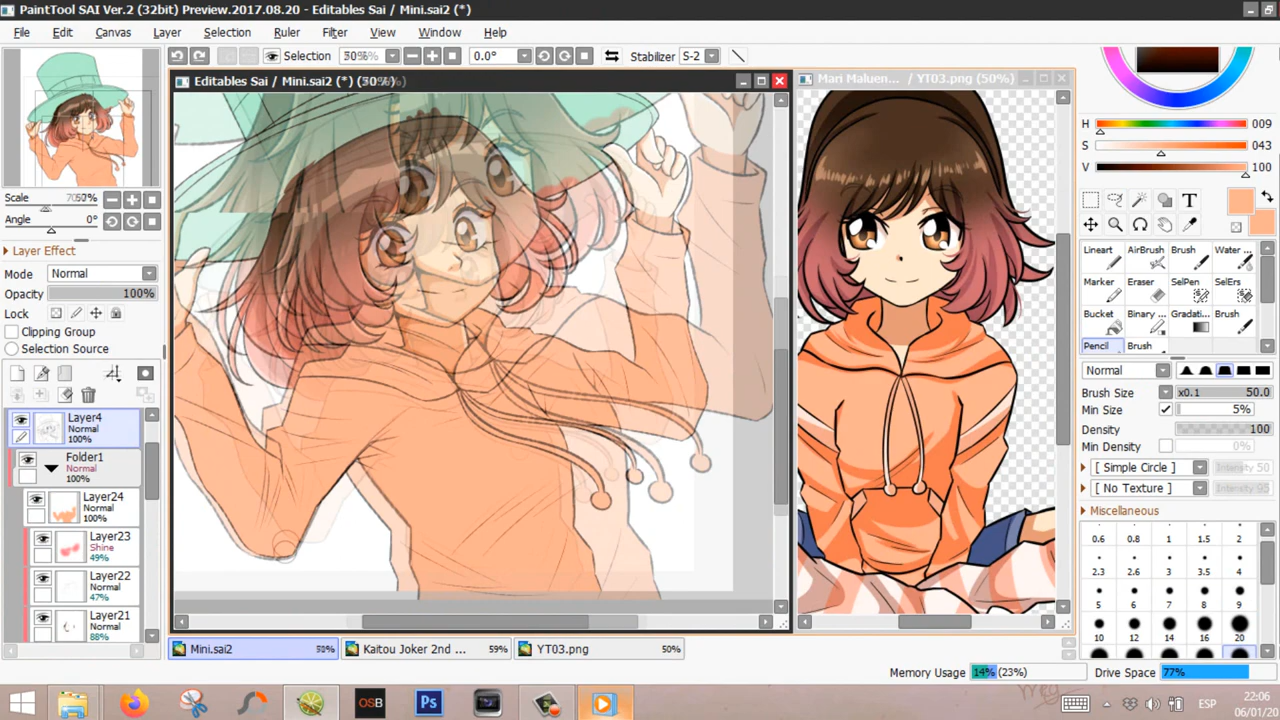 PaintTool SAI Ver.2 (32bit) Preview.2017.08.20 - Editables Sai / Mini.sai2 (*)
File Edit Canvas Layer Selection Ruler Filter View Window Help
Selection 50% 0.0° Stabilizer S-2
Editables Sai / Mini.sai2 (*) (50%)
Mari Maluen... / YT03.png (50%)
Scale 50%
Angle 0°
Layer Effect
Mode Normal
Opacity 100%
Lock
Clipping Group
Selection Source
Layer4
Normal
100%
Folder1
Normal
100%
Layer24
Normal
100%
Layer23
Shine
49%
Layer22
Normal
47%
Layer21
Normal
88%
H 009
S 043
V 100
T
Lineart AirBrush Brush Water ...
Marker Eraser SelPen SelErs
Bucket Binary ... Gradati... Brush
Pencil Brush
Normal
Brush Size x0.1 50.0
Min Size 5%
Density 100
Min Density 0%
[ Simple Circle ] Intensity 50
[ No Texture ] Intensity 95
Miscellaneous
0.6 0.8 1 1.5 2
2.3 2.6 3 3.5 4
5 6 7 8 9
10 12 14 16 20
Mini.sai2 50% Kaitou Joker 2nd ... 59% YT03.png 50%
Memory Usage 14% (23%) Drive Space 77%
OSB Ps ESP 22:06
06/01/20